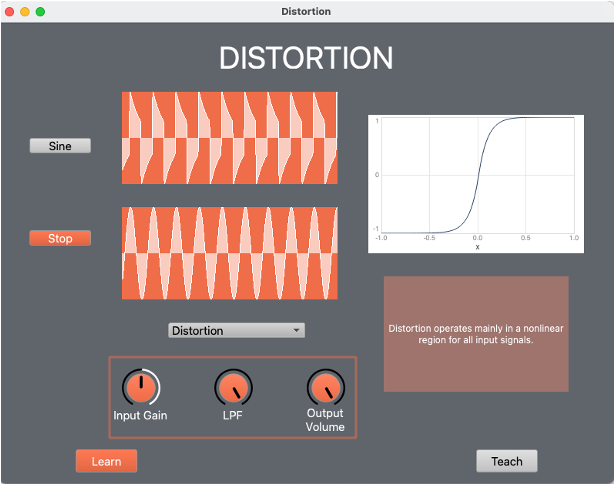 Distortion
DISTORTION
Sine
1
0
-1
-1.0 -0.5 0.0 0.5 1.0
x
Stop
Distortion
Distortion operates mainly in a nonlinear
region for all input signals.
Input Gain
LPF
Output
Volume
Learn
Teach